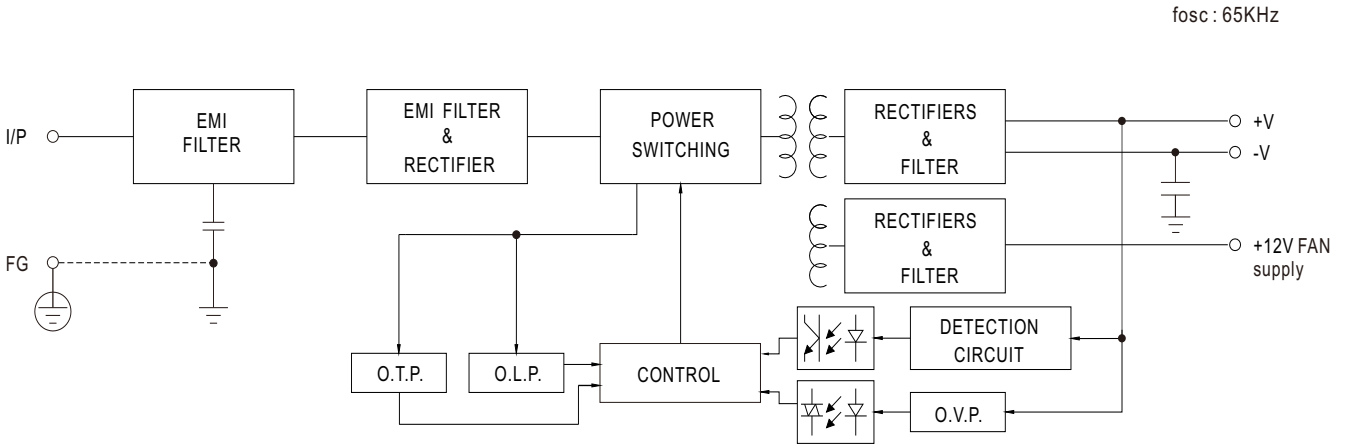 fosc : 65KHz
I/P
EMI
FILTER
EMI FILTER
&
RECTIFIER
POWER
SWITCHING
RECTIFIERS
&
FILTER
+V
-V
RECTIFIERS
&
FILTER
+12V FAN
supply
FG
DETECTION
CIRCUIT
O.T.P.
O.L.P.
CONTROL
O.V.P.